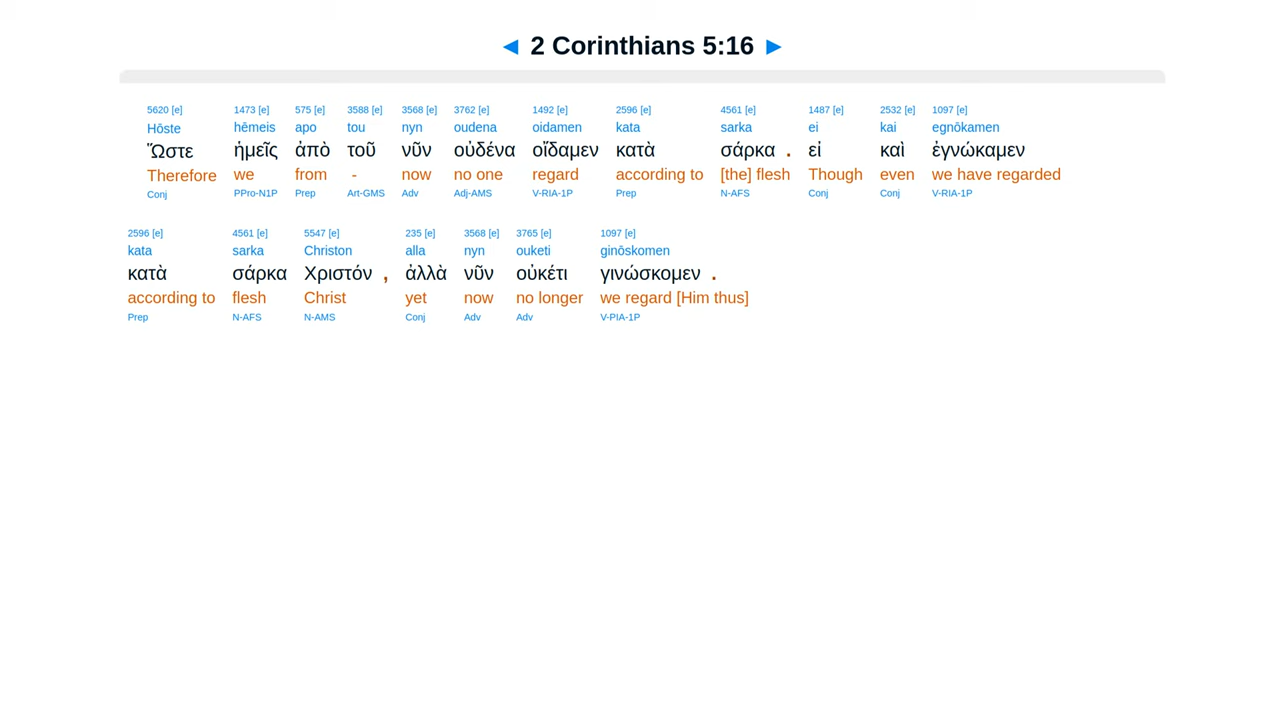 ◄ 2 Corinthians 5:16 ►
5620 [e] 1473 [e] 575 [e] 3588 [e] 3568 [e] 3762 [e] 1492 [e] 2596 [e] 4561 [e] 1487 [e] 2532 [e] 1097 [e]
Hōste hēmeis apo tou nyn oudena oidamen kata sarka ei kai egnōkamen
Ὥστε ἡμεῖς ἀπὸ τοῦ νῦν οὐδένα οἴδαμεν κατὰ σάρκα . εἰ καὶ ἐγνώκαμεν
Therefore we from - now no one regard according to [the] flesh Though even we have regarded
Conj PPro-N1P Prep Art-GMS Adv Adj-AMS V-RIA-1P Prep N-AFS Conj Conj V-RIA-1P
2596 [e] 4561 [e] 5547 [e] 235 [e] 3568 [e] 3765 [e] 1097 [e]
kata sarka Christon alla nyn ouketi ginōskomen
κατὰ σάρκα Χριστόν , ἀλλὰ νῦν οὐκέτι γινώσκομεν .
according to flesh Christ yet now no longer we regard [Him thus]
Prep N-AFS N-AMS Conj Adv Adv V-PIA-1P